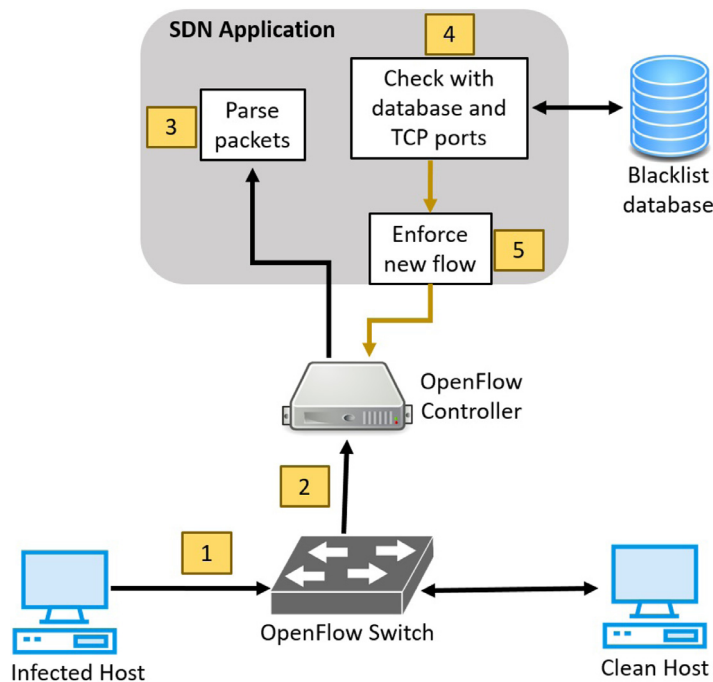 SDN Application
4
Check with
database and
TCP ports
3
Parse
packets
Blacklist
database
Enforce
new flow
5
OpenFlow
Controller
2
1
OpenFlow Switch
Infected Host
Clean Host